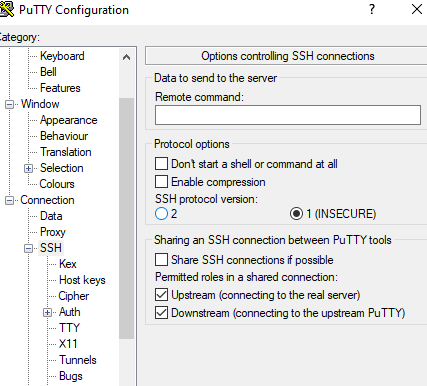 PuTTY Configuration
Category:
Keyboard
Bell
Features
Window
Appearance
Behaviour
Translation
Selection
Colours
Connection
Data
Proxy
SSH
Kex
Host keys
Cipher
Auth
TTY
X11
Tunnels
Bugs
Options controlling SSH connections
Data to send to the server
Remote command:
Protocol options
Don't start a shell or command at all
Enable compression
SSH protocol version:
2 1 (INSECURE)
Sharing an SSH connection between PuTTY tools
Share SSH connections if possible
Permitted roles in a shared connection:
Upstream (connecting to the real server)
Downstream (connecting to the upstream PuTTY)